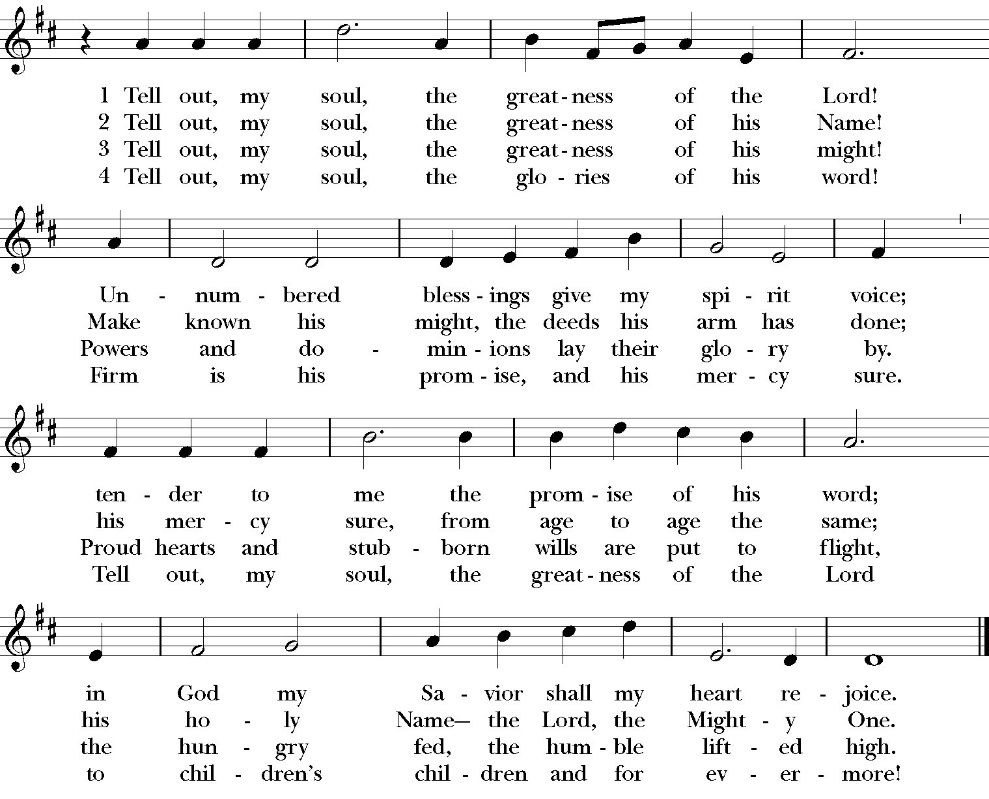 1 Tell out, my soul, the great-ness of the Lord!
2 Tell out, my soul, the great-ness of his Name!
3 Tell out, my soul, the great-ness of his might!
4 Tell out, my soul, the glo - ries of his word!
Un - num - bered bless - ings give my spi - rit voice;
Make known his might, the deeds his arm has done;
Powers and do - min - ions lay their glo - ry by.
Firm is his prom - ise, and his mer - cy sure.
ten - der to me the prom - ise of his word;
his mer - cy sure, from age to age the same;
Proud hearts and stub - born wills are put to flight,
Tell out, my soul, the great - ness of the Lord
in God my Sa - vior shall my heart re - joice.
his ho - ly Name— the Lord, the Might - y One.
the hun - gry fed, the hum - ble lift - ed high.
to chil - dren's chil - dren and for ev - er - more!